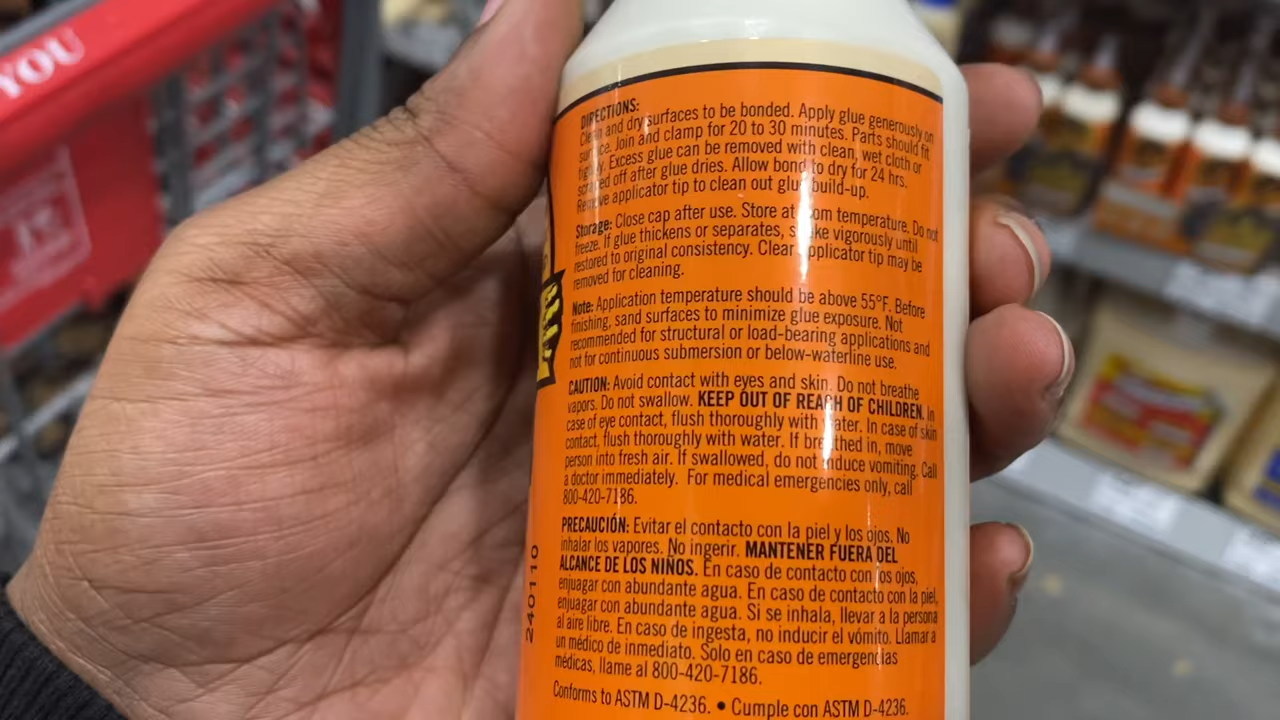 YOU
DIRECTIONS:
Clean and dry surfaces to be bonded. Apply glue generously on
surface. Join and clamp for 20 to 30 minutes. Parts should fit
tightly. Excess glue can be removed with clean, wet cloth or
scraped off after glue dries. Allow bond to dry for 24 hrs.
Remove applicator tip to clean out glue build-up.
Storage: Close cap after use. Store at room temperature. Do not
freeze. If glue thickens or separates, shake vigorously until
restored to original consistency. Clear applicator tip may be
removed for cleaning.
Note: Application temperature should be above 55°F. Before
finishing, sand surfaces to minimize glue exposure. Not
recommended for structural or load-bearing applications and
not for continuous submersion or below-waterline use.
CAUTION: Avoid contact with eyes and skin. Do not breathe
vapors. Do not swallow. KEEP OUT OF REACH OF CHILDREN. In
case of eye contact, flush thoroughly with water. In case of skin
contact, flush thoroughly with water. If breathed in, move
person into fresh air. If swallowed, do not induce vomiting. Call
a doctor immediately. For medical emergencies only, call
800-420-7186.
PRECAUCIÓN: Evitar el contacto con la piel y los ojos. No
inhalar los vapores. No ingerir. MANTENER FUERA DEL
ALCANCE DE LOS NIÑOS. En caso de contacto con los ojos,
enjuagar con abundante agua. En caso de contacto con la piel,
enjuagar con abundante agua. Si se inhala, llevar a la persona
al aire libre. En caso de ingesta, no inducir el vómito. Llamar a
un médico de inmediato. Solo en caso de emergencias
médicas, llame al 800-420-7186.
Conforms to ASTM D-4236. • Cumple con ASTM D-4236.
240110